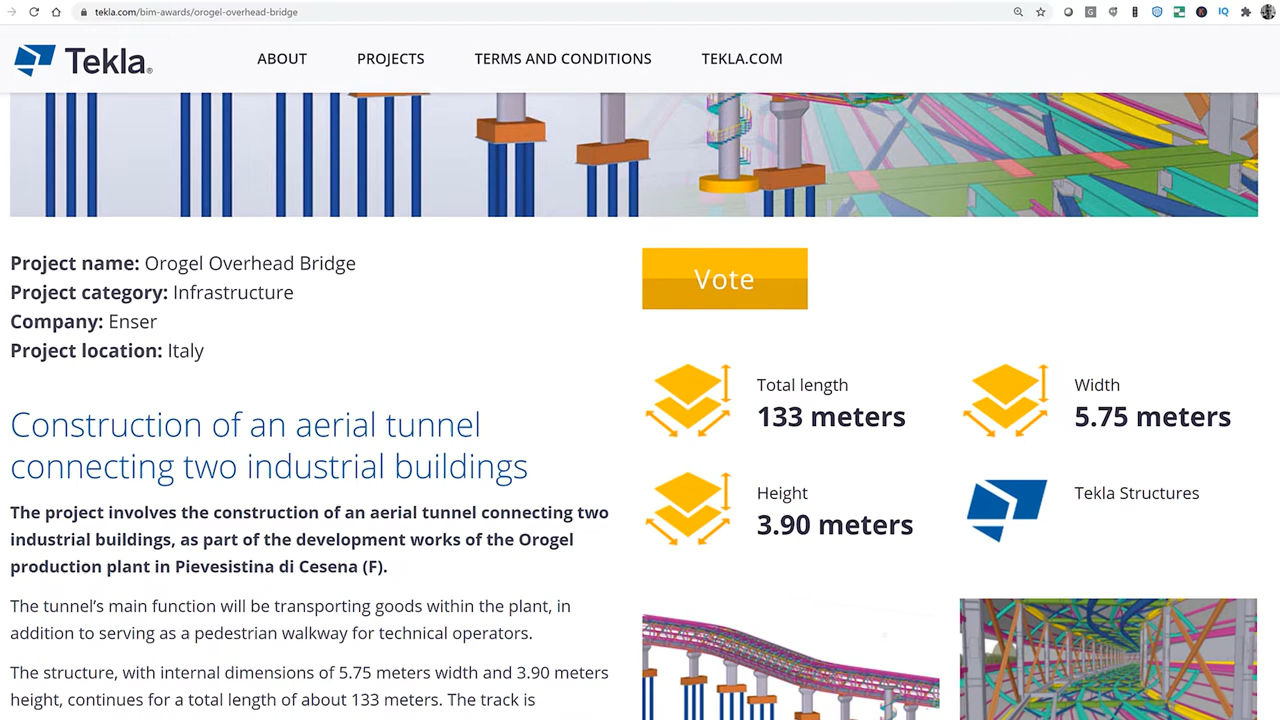 tekla.com/bim-awards/orogel-overhead-bridge
Tekla®
ABOUT
PROJECTS
TERMS AND CONDITIONS
TEKLA.COM
Project name: Orogel Overhead Bridge
Project category: Infrastructure
Company: Enser
Project location: Italy
Construction of an aerial tunnel
connecting two industrial buildings
The project involves the construction of an aerial tunnel connecting two
industrial buildings, as part of the development works of the Orogel
production plant in Pievesistina di Cesena (F).
The tunnel’s main function will be transporting goods within the plant, in
addition to serving as a pedestrian walkway for technical operators.
The structure, with internal dimensions of 5.75 meters width and 3.90 meters
height, continues for a total length of about 133 meters. The track is
Vote
Total length
133 meters
Width
5.75 meters
Height
3.90 meters
Tekla Structures